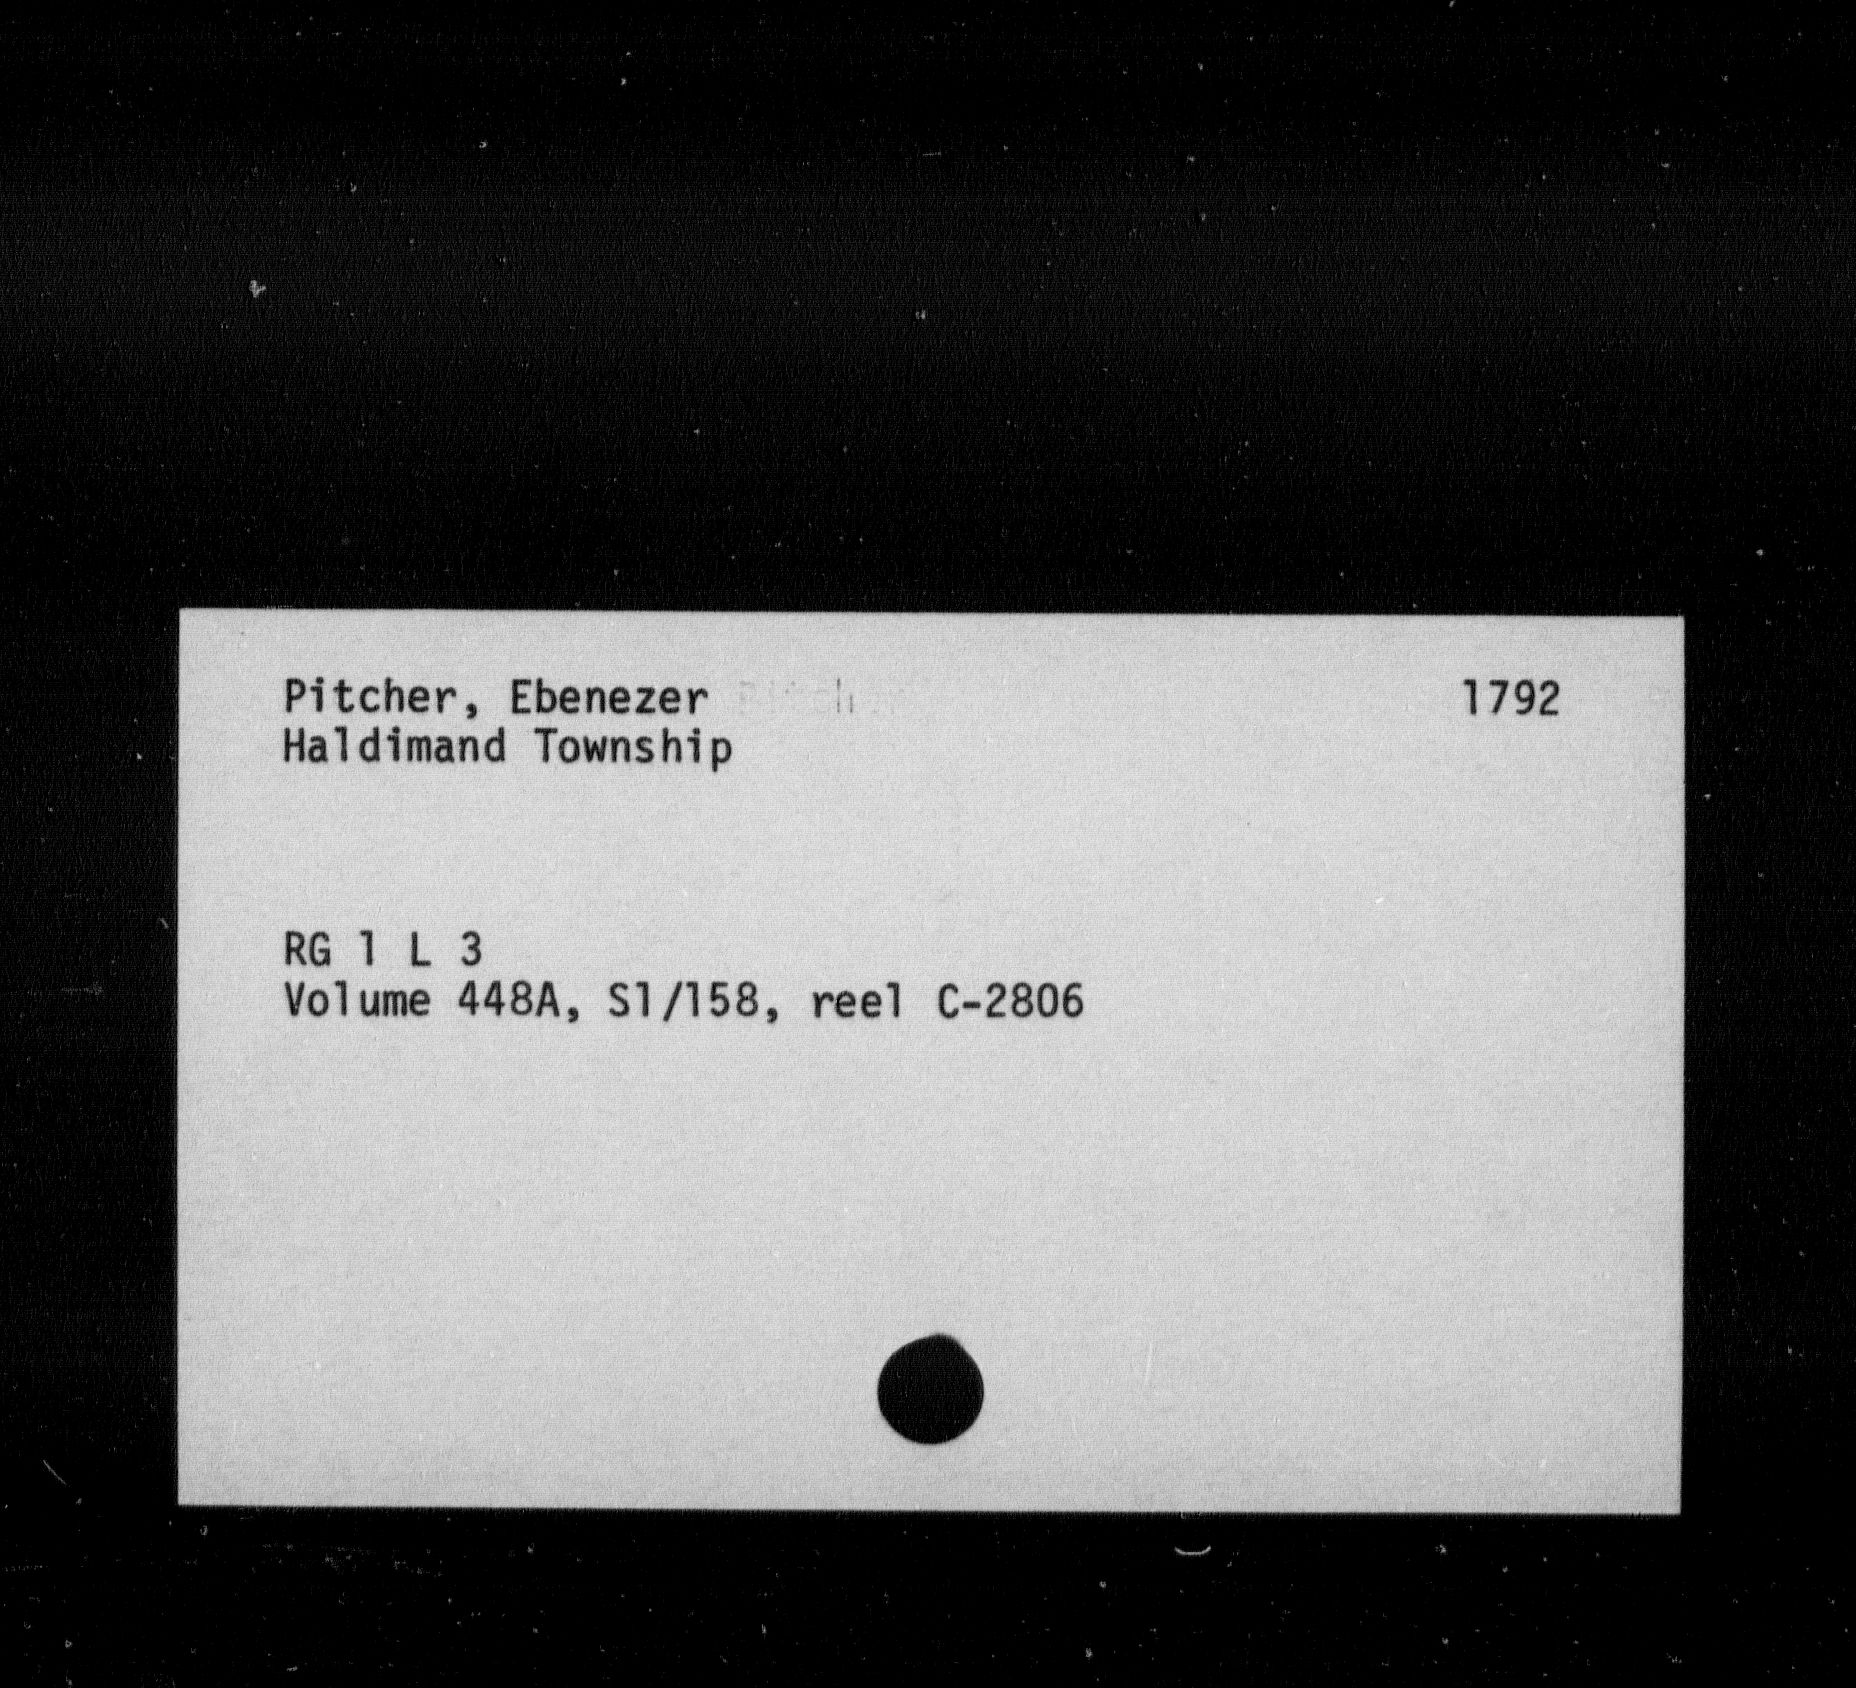 Pitcher, Ebenezer 1792
Haldimand Township
RG 1 L 3
Volume 448A, S1/158, reel C-2806